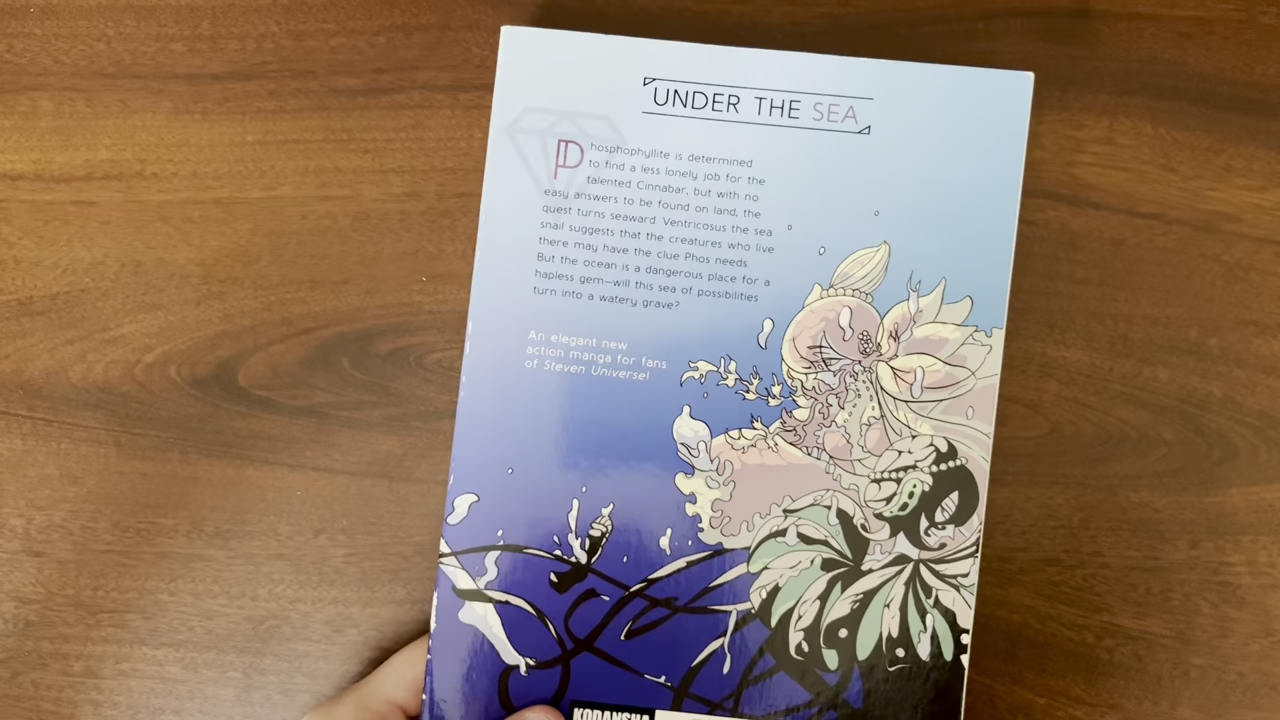 UNDER THE SEA
Phosphophyllite is determined
to find a less lonely job for the
talented Cinnabar, but with no
easy answers to be found on land, the
quest turns seaward. Ventricosus the sea
snail suggests that the creatures who live
there may have the clue Phos needs.
But the ocean is a dangerous place for a
hapless gem—will this sea of possibilities
turn into a watery grave?
An elegant new
action manga for fans
of Steven Universe!
KODANSHA